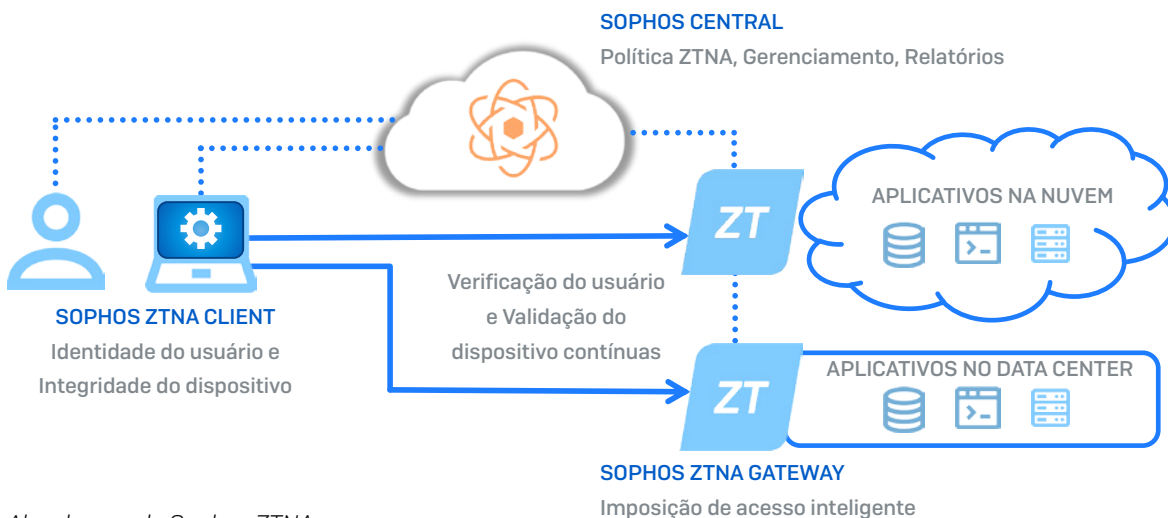 SOPHOS CENTRAL
Política ZTNA, Gerenciamento, Relatórios
ZT
APLICATIVOS NA NUVEM
SOPHOS ZTNA CLIENT
Identidade do usuário e
Integridade do dispositivo
Verificação do usuário
e Validação do
dispositivo contínuas
ZT
APLICATIVOS NO DATA CENTER
SOPHOS ZTNA GATEWAY
Imposição de acesso inteligente